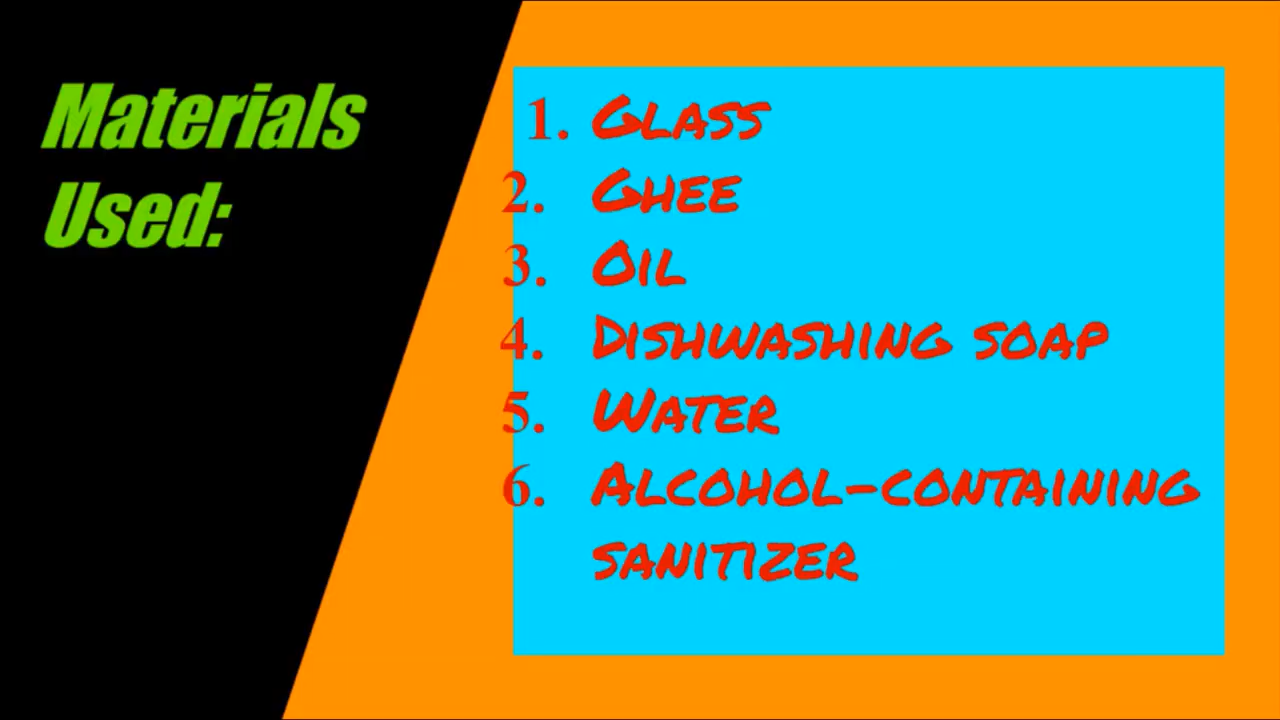 Materials
Used:
1. Glass
2. Ghee
3. Oil
4. Dishwashing soap
5. Water
6. Alcohol-containing
sanitizer